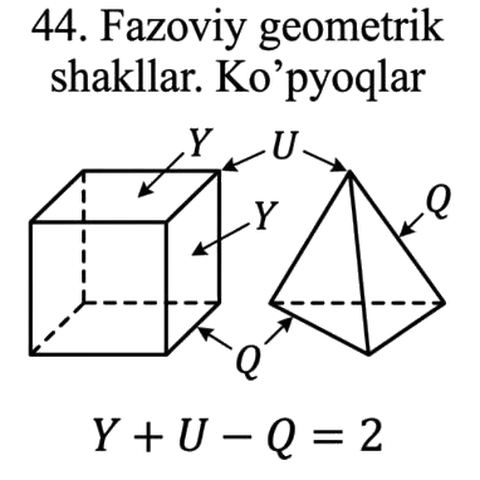 44. Fazoviy geometrik
shakllar. Ko’pyoqlar
Y
U
Q
Y
Q
Y + U − Q = 2